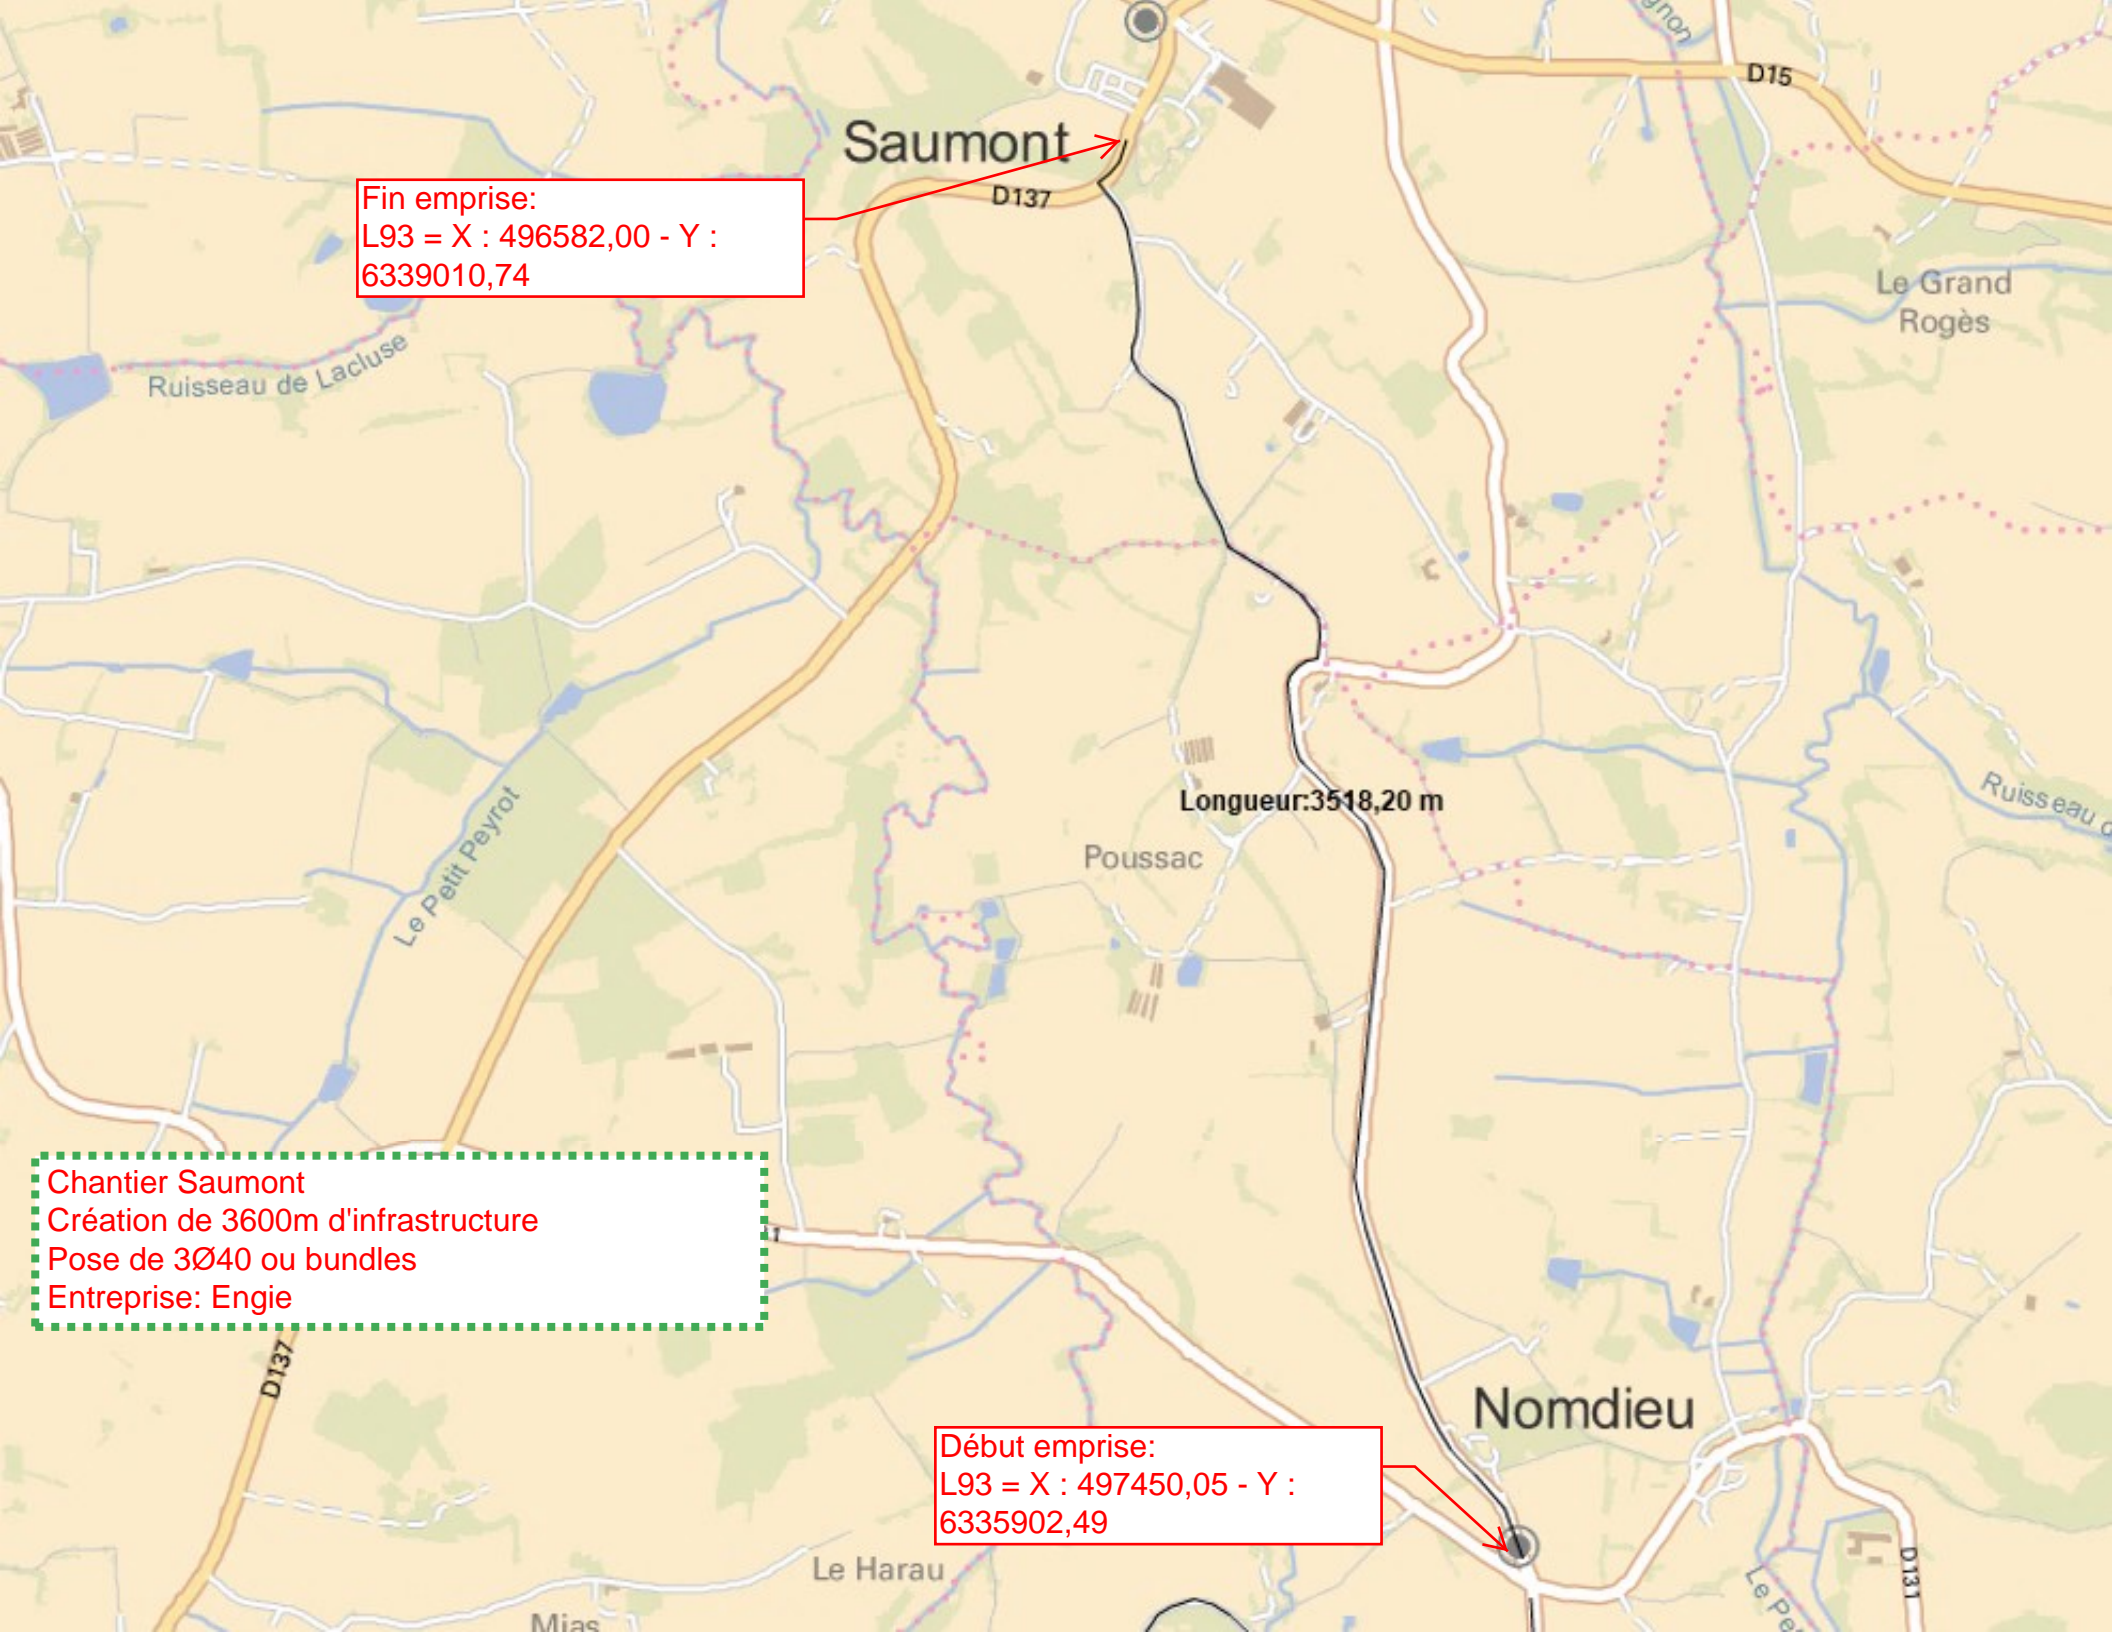 D15
Saumont
Fin emprise:
L93 = X : 496582,00 - Y :
6339010,74
D137
Le Grand
Rogès
Ruisseau de Lacluse
Longueur:3518,20 m
Ruisseau
Poussac
Le Petit Peyrot
Chantier Saumont
Création de 3600m d'infrastructure
Pose de 3Ø40 ou bundles
Entreprise: Engie
D137
Nomdieu
Début emprise:
L93 = X : 497450,05 - Y :
6335902,49
Le Harau
D131
Le
Mias